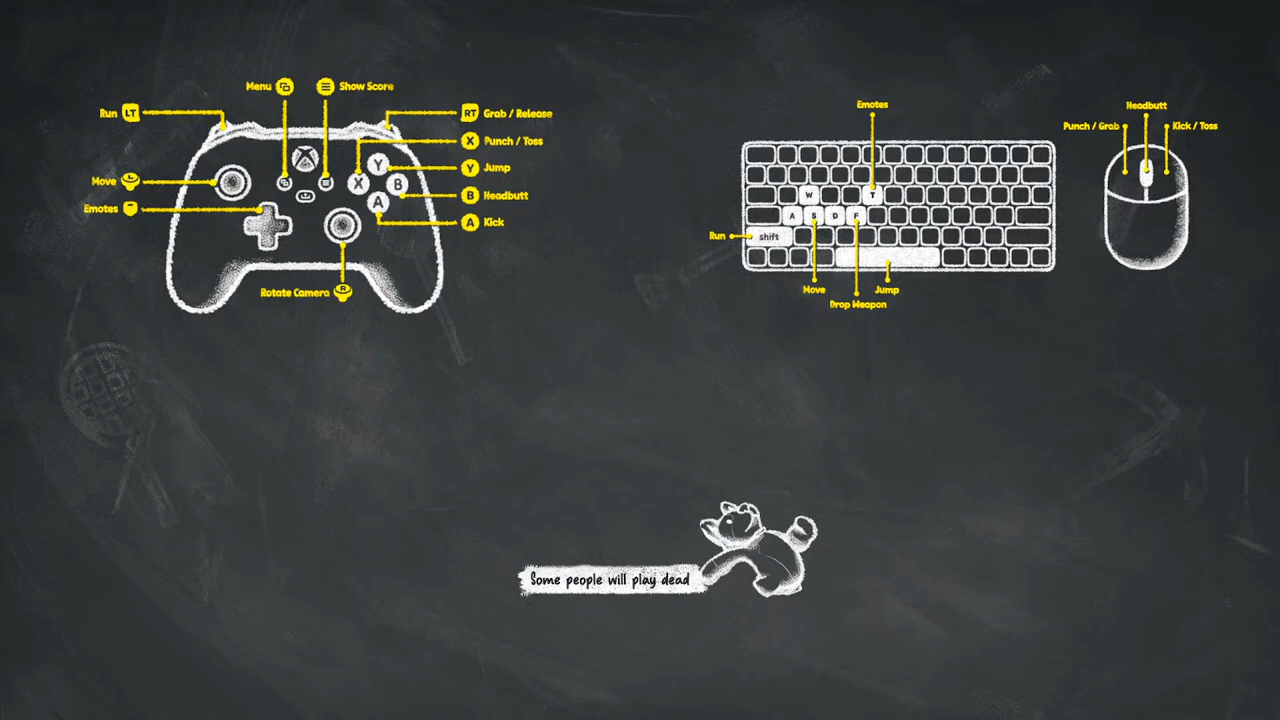 Menu
Show Score
Run LT
RT Grab / Release
X Punch / Toss
Y Jump
B Headbutt
A Kick
Move L
Emotes
Y
X B
A
Rotate Camera R
Emotes
W T
A S D F
Run shift
Move
Jump
Drop Weapon
Headbutt
Punch / Grab
Kick / Toss
Some people will play dead